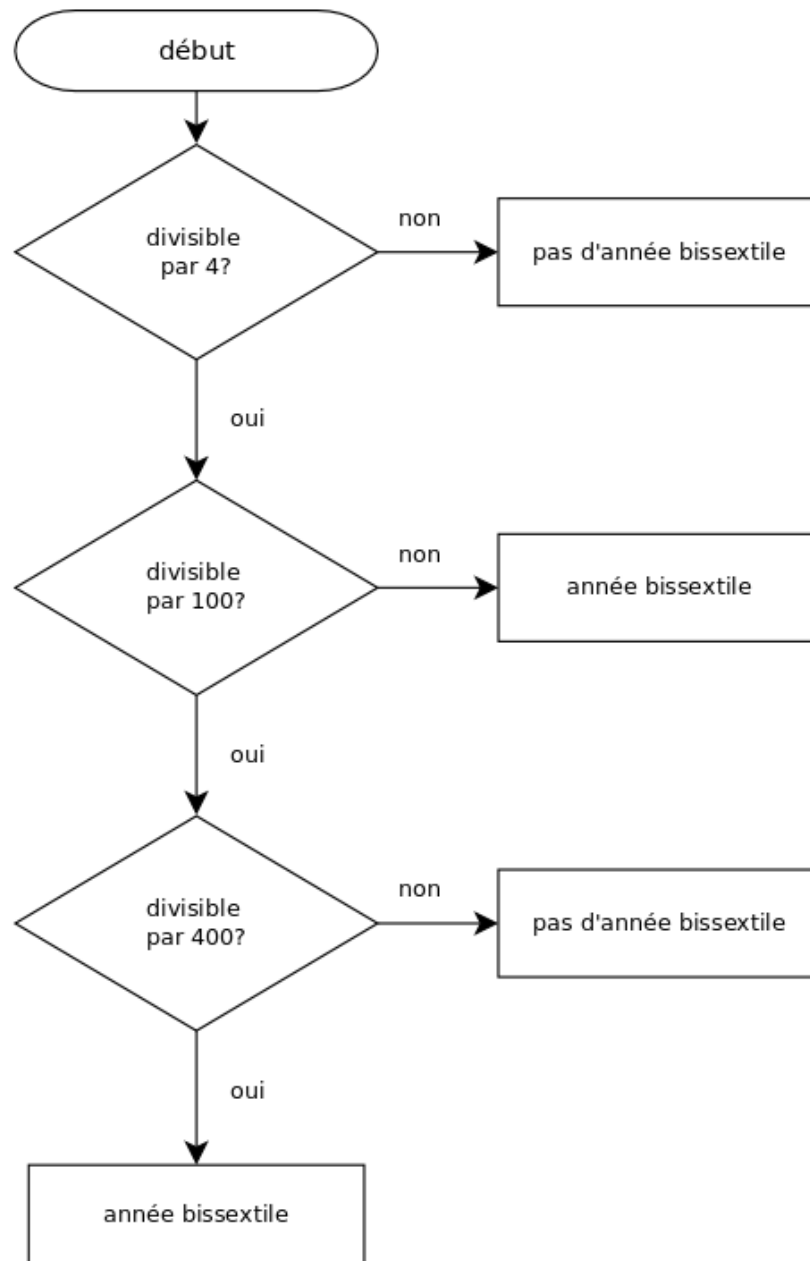 début
divisible
par 4?
non
pas d'année bissextile
oui
divisible
par 100?
non
année bissextile
oui
divisible
par 400?
non
pas d'année bissextile
oui
année bissextile